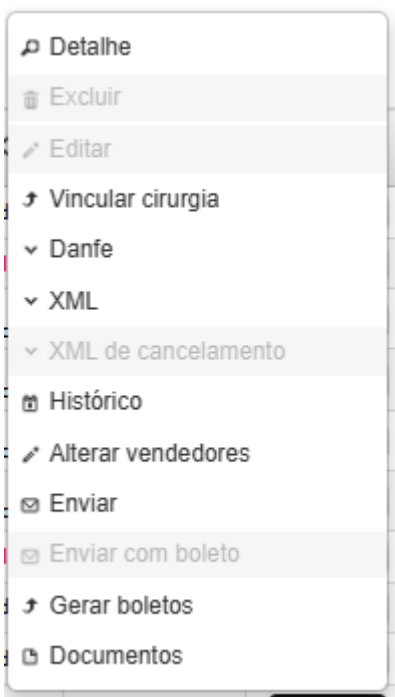 Detalhe
Excluir
Editar
Vincular cirurgia
Danfe
XML
XML de cancelamento
Histórico
Alterar vendedores
Enviar
Enviar com boleto
Gerar boletos
Documentos